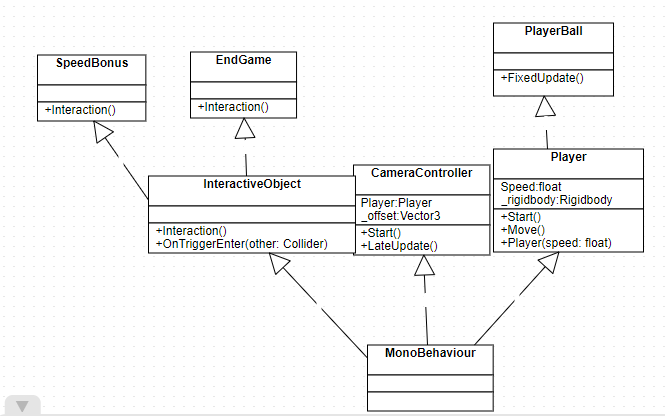 SpeedBonus
+Interaction()
EndGame
+Interaction()
PlayerBall
+FixedUpdate()
InteractiveObject
+Interaction()
+OnTriggerEnter(other: Collider)
CameraController
Player:Player
_offset:Vector3
+Start()
+LateUpdate()
Player
Speed:float
_rigidbody:Rigidbody
+Start()
+Move()
+Player(speed: float)
MonoBehaviour